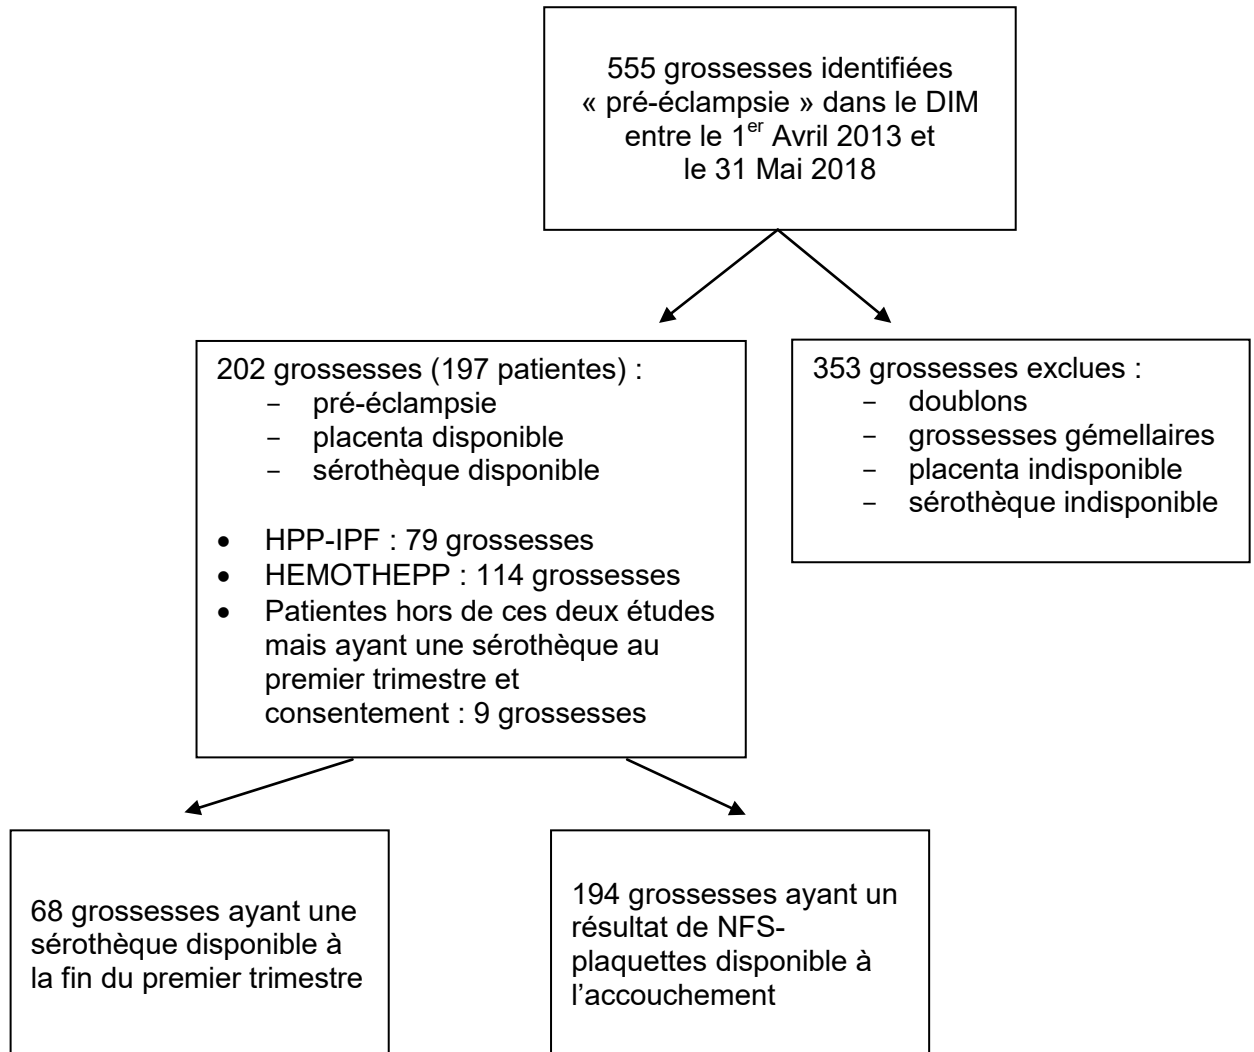 555 grossesses identifiées
« pré-éclampsie » dans le DIM
entre le 1er Avril 2013 et
le 31 Mai 2018
202 grossesses (197 patientes) :
- pré-éclampsie
- placenta disponible
- sérothèque disponible
• HPP-IPF : 79 grossesses
• HEMOTHEPP : 114 grossesses
• Patientes hors de ces deux études
mais ayant une sérothèque au
premier trimestre et
consentement : 9 grossesses
353 grossesses exclues :
- doublons
- grossesses gémellaires
- placenta indisponible
- sérothèque indisponible
68 grossesses ayant une
sérothèque disponible à
la fin du premier trimestre
194 grossesses ayant un
résultat de NFS-
plaquettes disponible à
l’accouchement